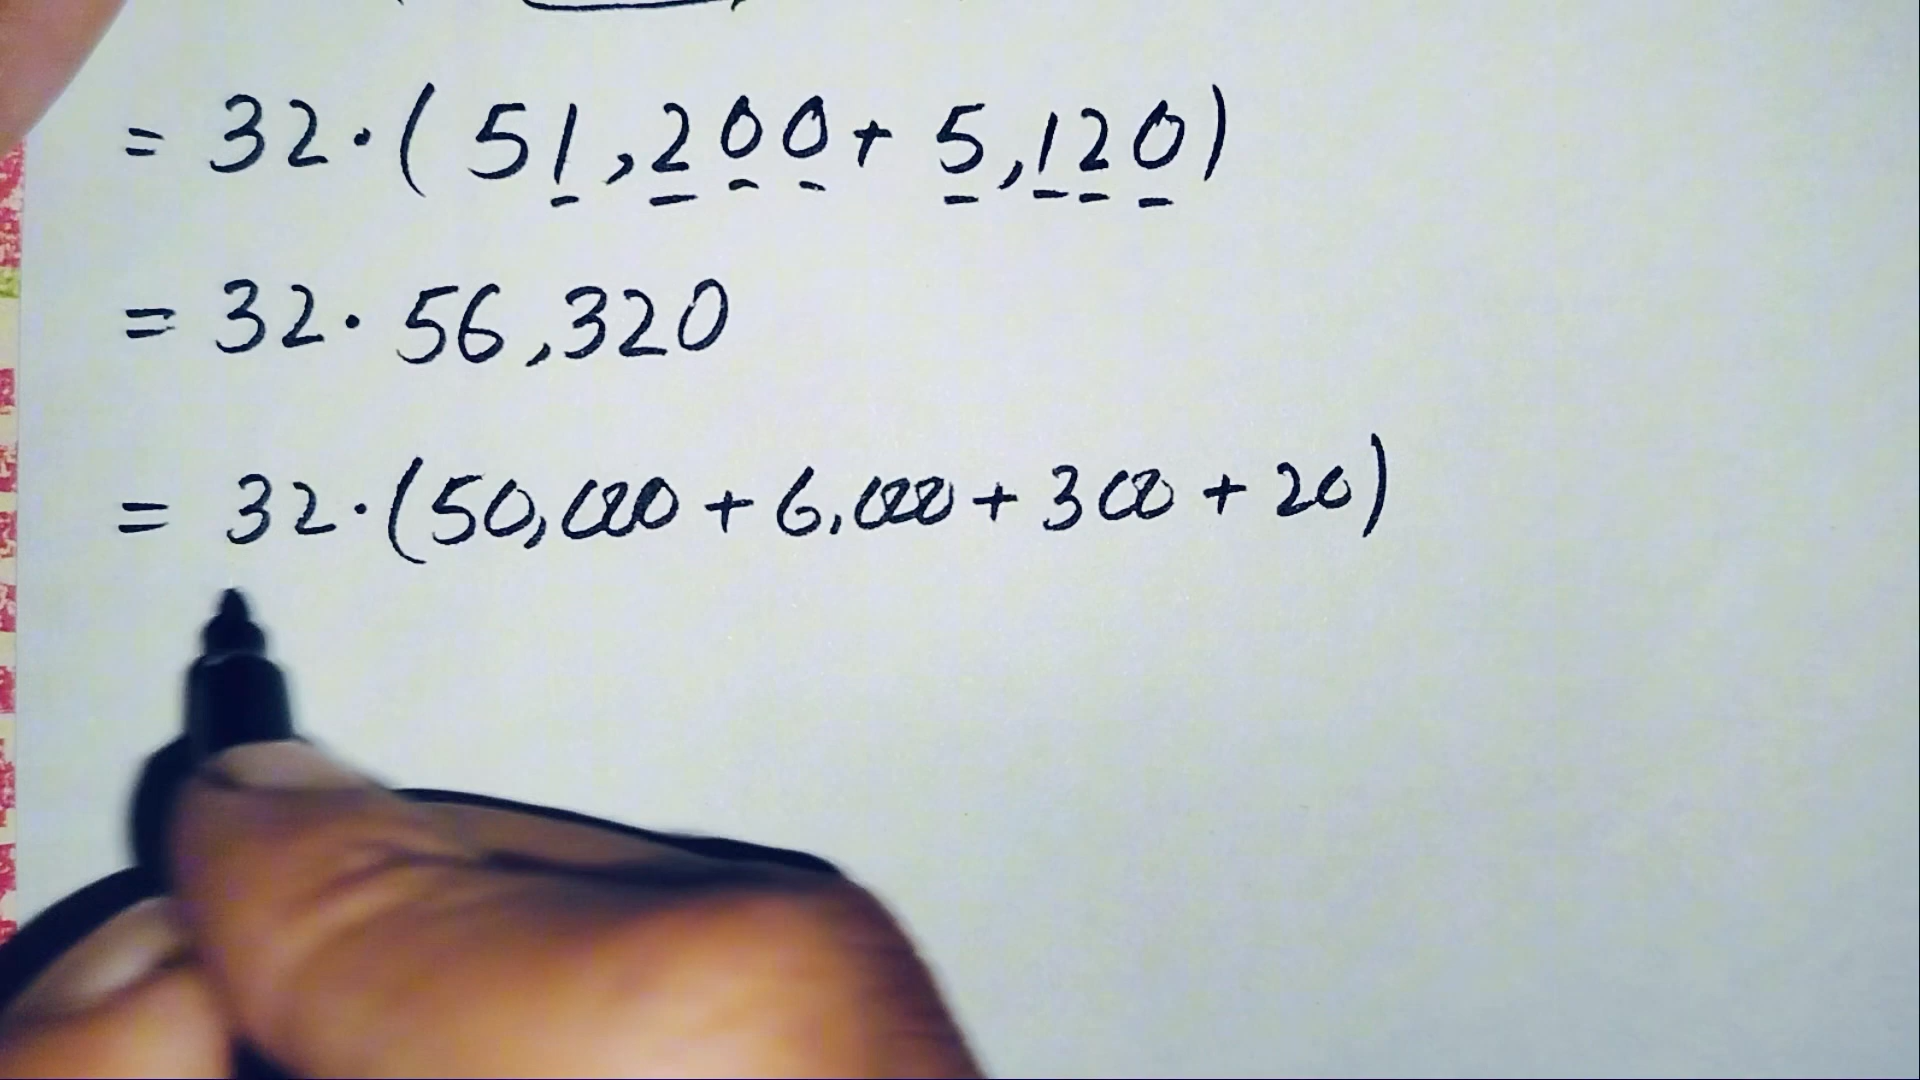 = 32·(51,200+ 5,120)
= 32· 56,320
= 32·(50,000 + 6,000 + 300 + 20)